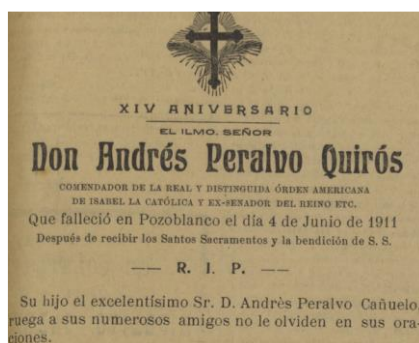 XIV ANIVERSARIO
EL ILMO. SEÑOR
Don Andrés Peralvo Quirós
COMENDADOR DE LA REAL Y DISTINGUIDA ÓRDEN AMERICANA
DE ISABEL LA CATÓLICA Y EX-SENADOR DEL REINO ETC.
Que falleció en Pozoblanco el día 4 de Junio de 1911
Después de recibir los Santos Sacramentos y la bendición de S. S.
— R. I. P. —
Su hijo el excelentísimo Sr. D. Andrès Peralvo Cañuelo,
ruega a sus numerosos amigos no le olviden en sus ora-
ciones.